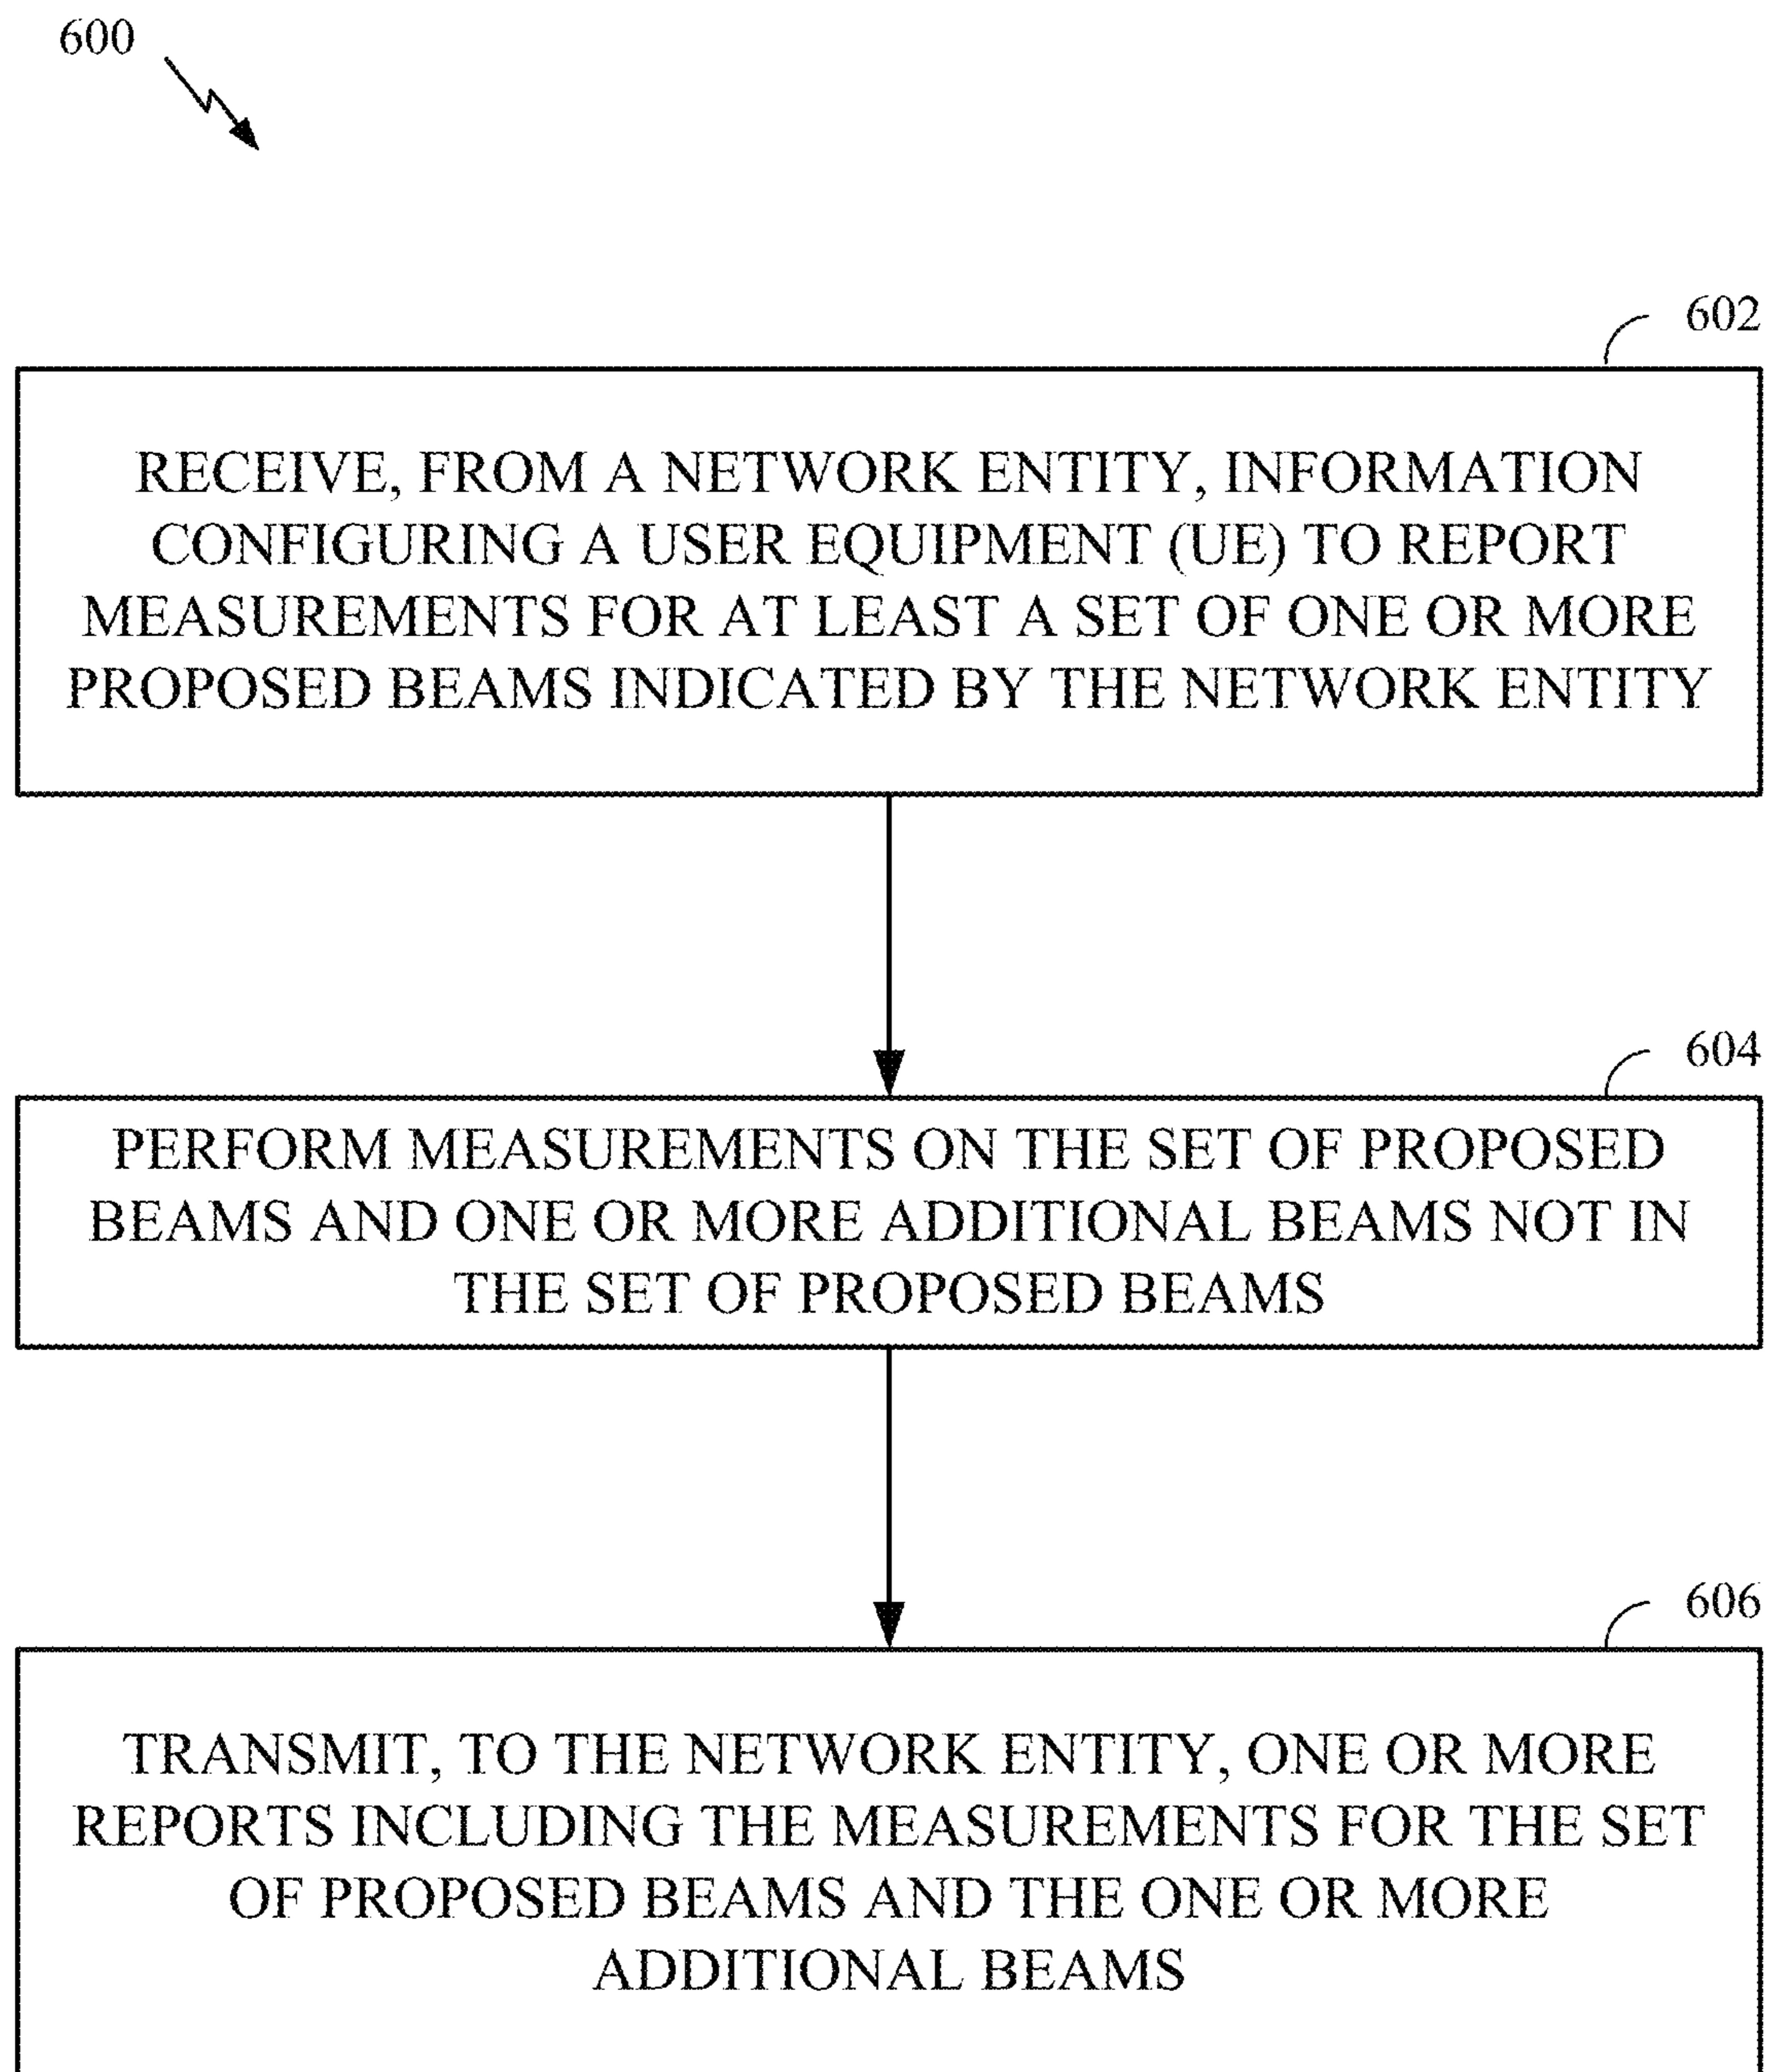 600
602
RECEIVE, FROM A NETWORK ENTITY, INFORMATION
CONFIGURING A USER EQUIPMENT (UE) TO REPORT
MEASUREMENTS FOR AT LEAST A SET OF ONE OR MORE
PROPOSED BEAMS INDICATED BY THE NETWORK ENTITY
604
PERFORM MEASUREMENTS ON THE SET OF PROPOSED
BEAMS AND ONE OR MORE ADDITIONAL BEAMS NOT IN
THE SET OF PROPOSED BEAMS
606
TRANSMIT, TO THE NETWORK ENTITY, ONE OR MORE
REPORTS INCLUDING THE MEASUREMENTS FOR THE SET
OF PROPOSED BEAMS AND THE ONE OR MORE
ADDITIONAL BEAMS